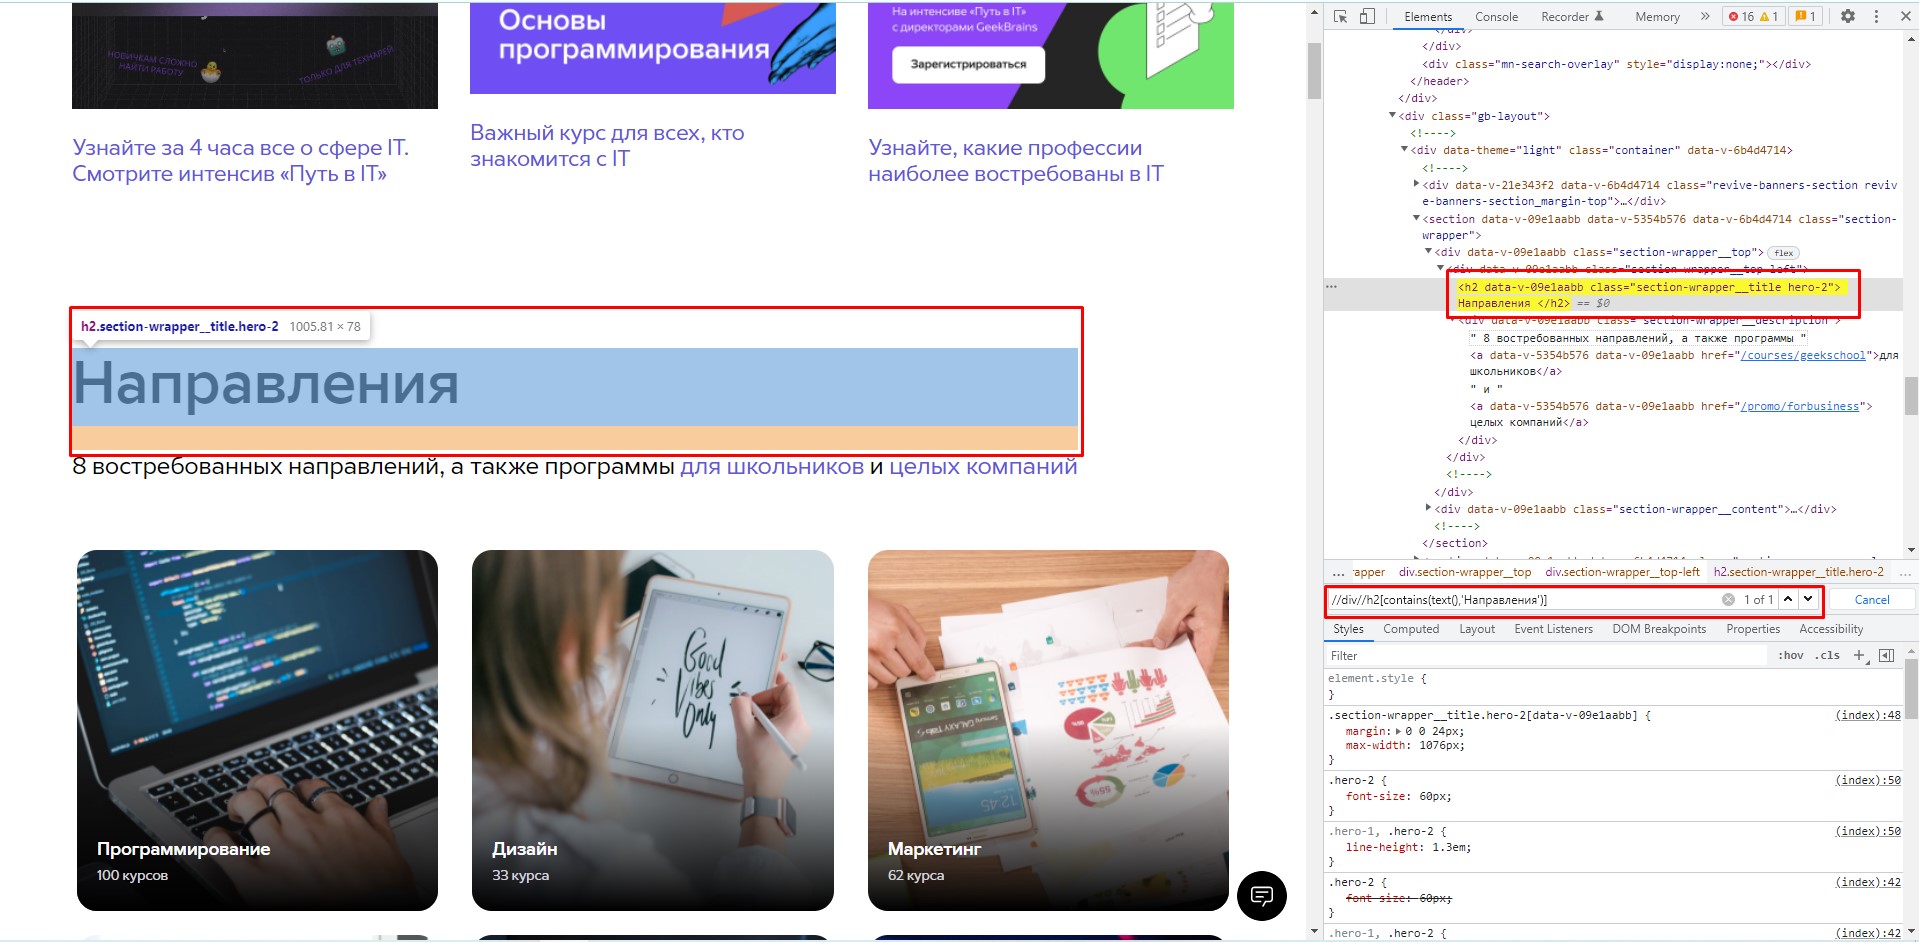 НОВИЧКАМ СЛОЖНО
НАЙТИ РАБОТУ
ТОЛЬКО ДЛЯ ТЕХНАРЕЙ
Узнайте за 4 часа все о сфере IT.
Смотрите интенсив «Путь в IT»
Основы
программирования
Важный курс для всех, кто
знакомится с IT
На интенсиве «Путь в IT»
с директорами GeekBrains
Зарегистрироваться
Узнайте, какие профессии
наиболее востребованы в IT
h2.section-wrapper__title.hero-2 1005.81 × 78
Направления
8 востребованных направлений, а также программы для школьников и целых компаний
Программирование
100 курсов
Дизайн
33 курса
Good
Vibes
Only
Маркетинг
62 курса
Elements Console Recorder Memory » 16 1 1
</div>
</div>
<div class="mn-search-overlay" style="display:none;"></div>
</header>
</div>
<div class="gb-layout">
<!---->
<div data-theme="light" class="container" data-v-6b4d4714>
<!---->
<div data-v-21e343f2 data-v-6b4d4714 class="revive-banners-section reviv
e-banners-section_margin-top">…</div>
<section data-v-09e1aabb data-v-5354b576 data-v-6b4d4714 class="section-
wrapper">
<div data-v-09e1aabb class="section-wrapper__top"> flex
<div data-v-09e1aabb class="section-wrapper__top-left">
<h2 data-v-09e1aabb class="section-wrapper__title hero-2">
Направления </h2> == $0
<div data-v-09e1aabb class="section-wrapper__description">
" 8 востребованных направлений, а также программы "
<a data-v-5354b576 data-v-09e1aabb href="/courses/geekschool">для
школьников</a>
" и "
<a data-v-5354b576 data-v-09e1aabb href="/promo/forbusiness">
целых компаний</a>
</div>
</div>
<!---->
</div>
<div data-v-09e1aabb class="section-wrapper__content">…</div>
<!---->
</section>
... rapper div.section-wrapper__top div.section-wrapper__top-left h2.section-wrapper__title.hero-2 ...
//div//h2[contains(text(),'Направления')] 1 of 1 Cancel
Styles Computed Layout Event Listeners DOM Breakpoints Properties Accessibility
Filter :hov .cls +
element.style {
}
.section-wrapper__title.hero-2[data-v-09e1aabb] { (index):48
margin: 0 0 24px;
max-width: 1076px;
}
.hero-2 { (index):50
font-size: 60px;
}
.hero-1, .hero-2 { (index):50
line-height: 1.3em;
}
.hero-2 { (index):42
font-size: 60px;
}
.hero-1, .hero-2 { (index):42